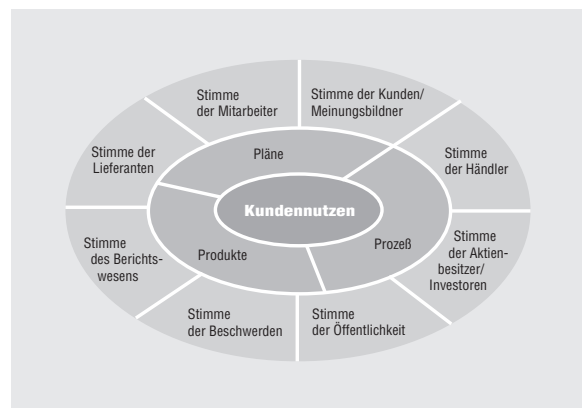 Stimme
der Mitarbeiter
Stimme der Kunden/
Meinungsbildner
Stimme der
Lieferanten
Pläne
Stimme
der Händler
Kundennutzen
Stimme
des Berichts-
wesens
Produkte
Prozeß
Stimme
der Aktien-
besitzer/
Investoren
Stimme
der Beschwerden
Stimme
der Öffentlichkeit